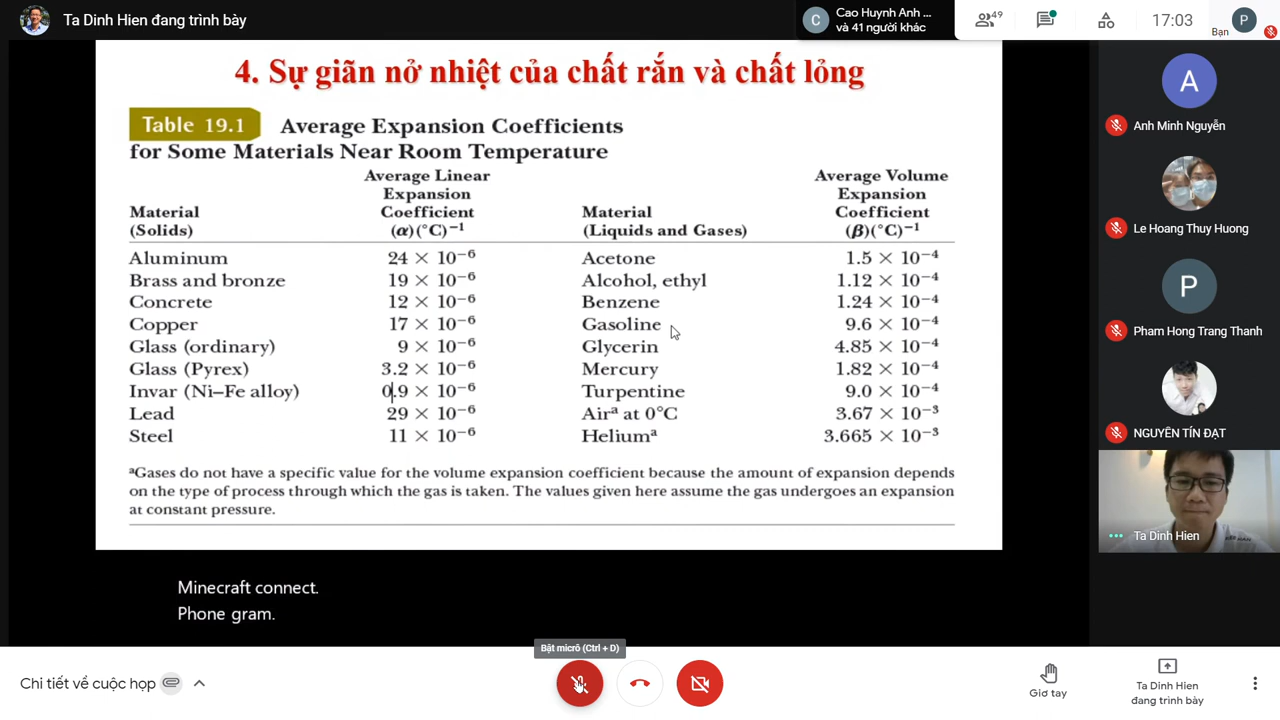 Ta Dinh Hien đang trình bày
Cao Huynh Anh ...
và 41 người khác
49
17:03
P
Bạn
C
4. Sự giãn nở nhiệt của chất rắn và chất lỏng
Table 19.1 Average Expansion Coefficients
for Some Materials Near Room Temperature
Material (Solids) Average Linear Expansion Coefficient (α)(°C)⁻¹ Material (Liquids and Gases) Average Volume Expansion Coefficient (β)(°C)⁻¹
Aluminum 24 × 10⁻⁶ Acetone 1.5 × 10⁻⁴
Brass and bronze 19 × 10⁻⁶ Alcohol, ethyl 1.12 × 10⁻⁴
Concrete 12 × 10⁻⁶ Benzene 1.24 × 10⁻⁴
Copper 17 × 10⁻⁶ Gasoline 9.6 × 10⁻⁴
Glass (ordinary) 9 × 10⁻⁶ Glycerin 4.85 × 10⁻⁴
Glass (Pyrex) 3.2 × 10⁻⁶ Mercury 1.82 × 10⁻⁴
Invar (Ni–Fe alloy) 0.9 × 10⁻⁶ Turpentine 9.0 × 10⁻⁴
Lead 29 × 10⁻⁶ Airᵃ at 0°C 3.67 × 10⁻³
Steel 11 × 10⁻⁶ Heliumᵃ 3.665 × 10⁻³
ᵃGases do not have a specific value for the volume expansion coefficient because the amount of expansion depends
on the type of process through which the gas is taken. The values given here assume the gas undergoes an expansion
at constant pressure.
A
Anh Minh Nguyễn
Le Hoang Thuy Huong
P
Pham Hong Trang Thanh
NGUYỄN TÍN ĐẠT
Ta Dinh Hien
Minecraft connect.
Phone gram.
Bật micrô (Ctrl + D)
Chi tiết về cuộc họp
Giơ tay
Ta Dinh Hien
đang trình bày